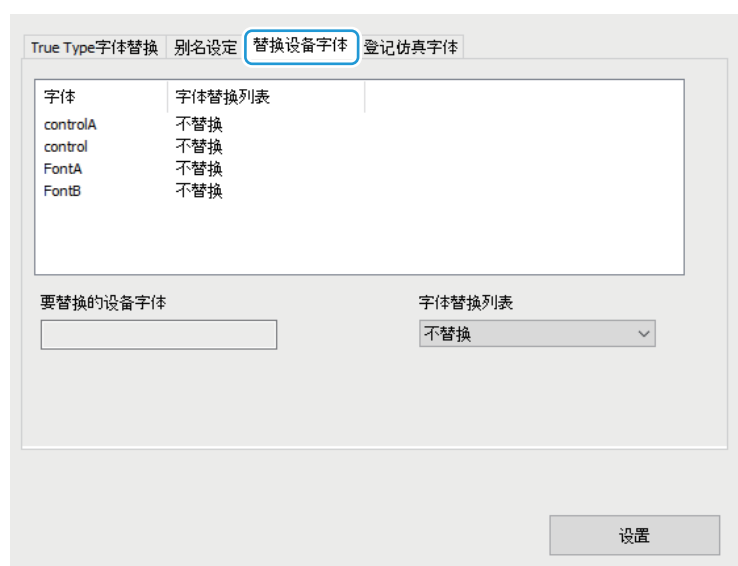 True Type字体替换 别名设定 替换设备字体 登记仿真字体
字体 字体替换列表
controlA 不替换
control 不替换
FontA 不替换
FontB 不替换
要替换的设备字体 字体替换列表
不替换
设置